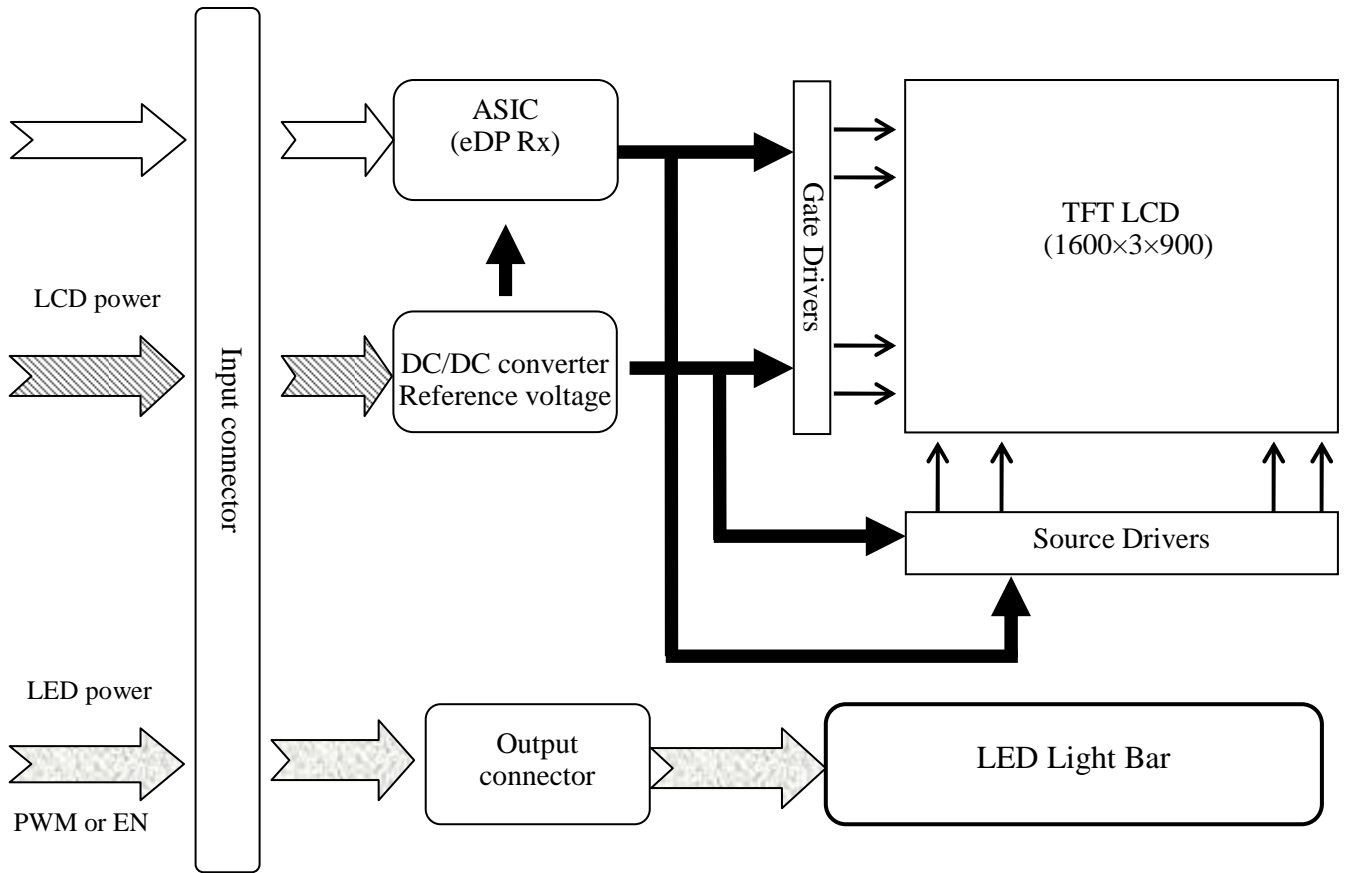 ASIC
(eDP Rx)
Gate Drivers
TFT LCD
(1600×3×900)
LCD power
Input connector
DC/DC converter
Reference voltage
Source Drivers
LED power
PWM or EN
Output
connector
LED Light Bar